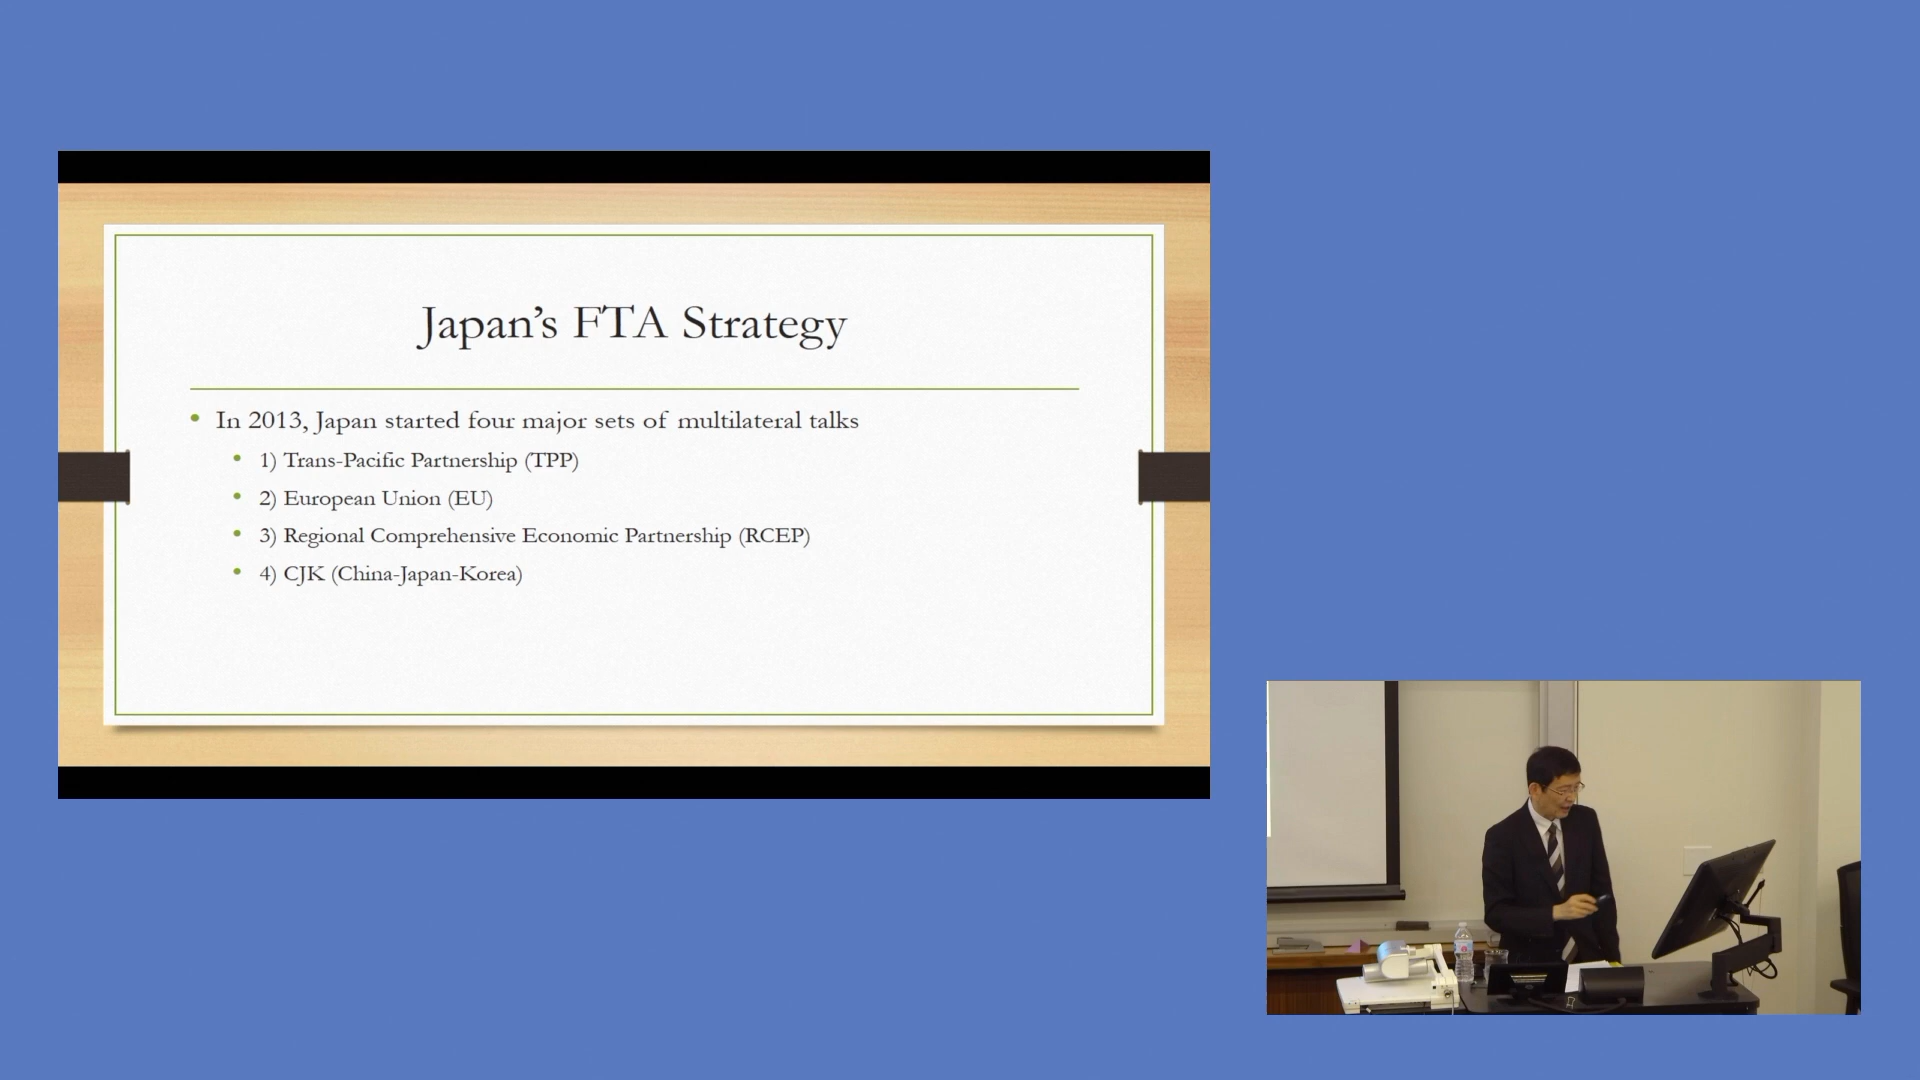 Japan’s FTA Strategy
• In 2013, Japan started four major sets of multilateral talks
• 1) Trans-Pacific Partnership (TPP)
• 2) European Union (EU)
• 3) Regional Comprehensive Economic Partnership (RCEP)
• 4) CJK (China-Japan-Korea)